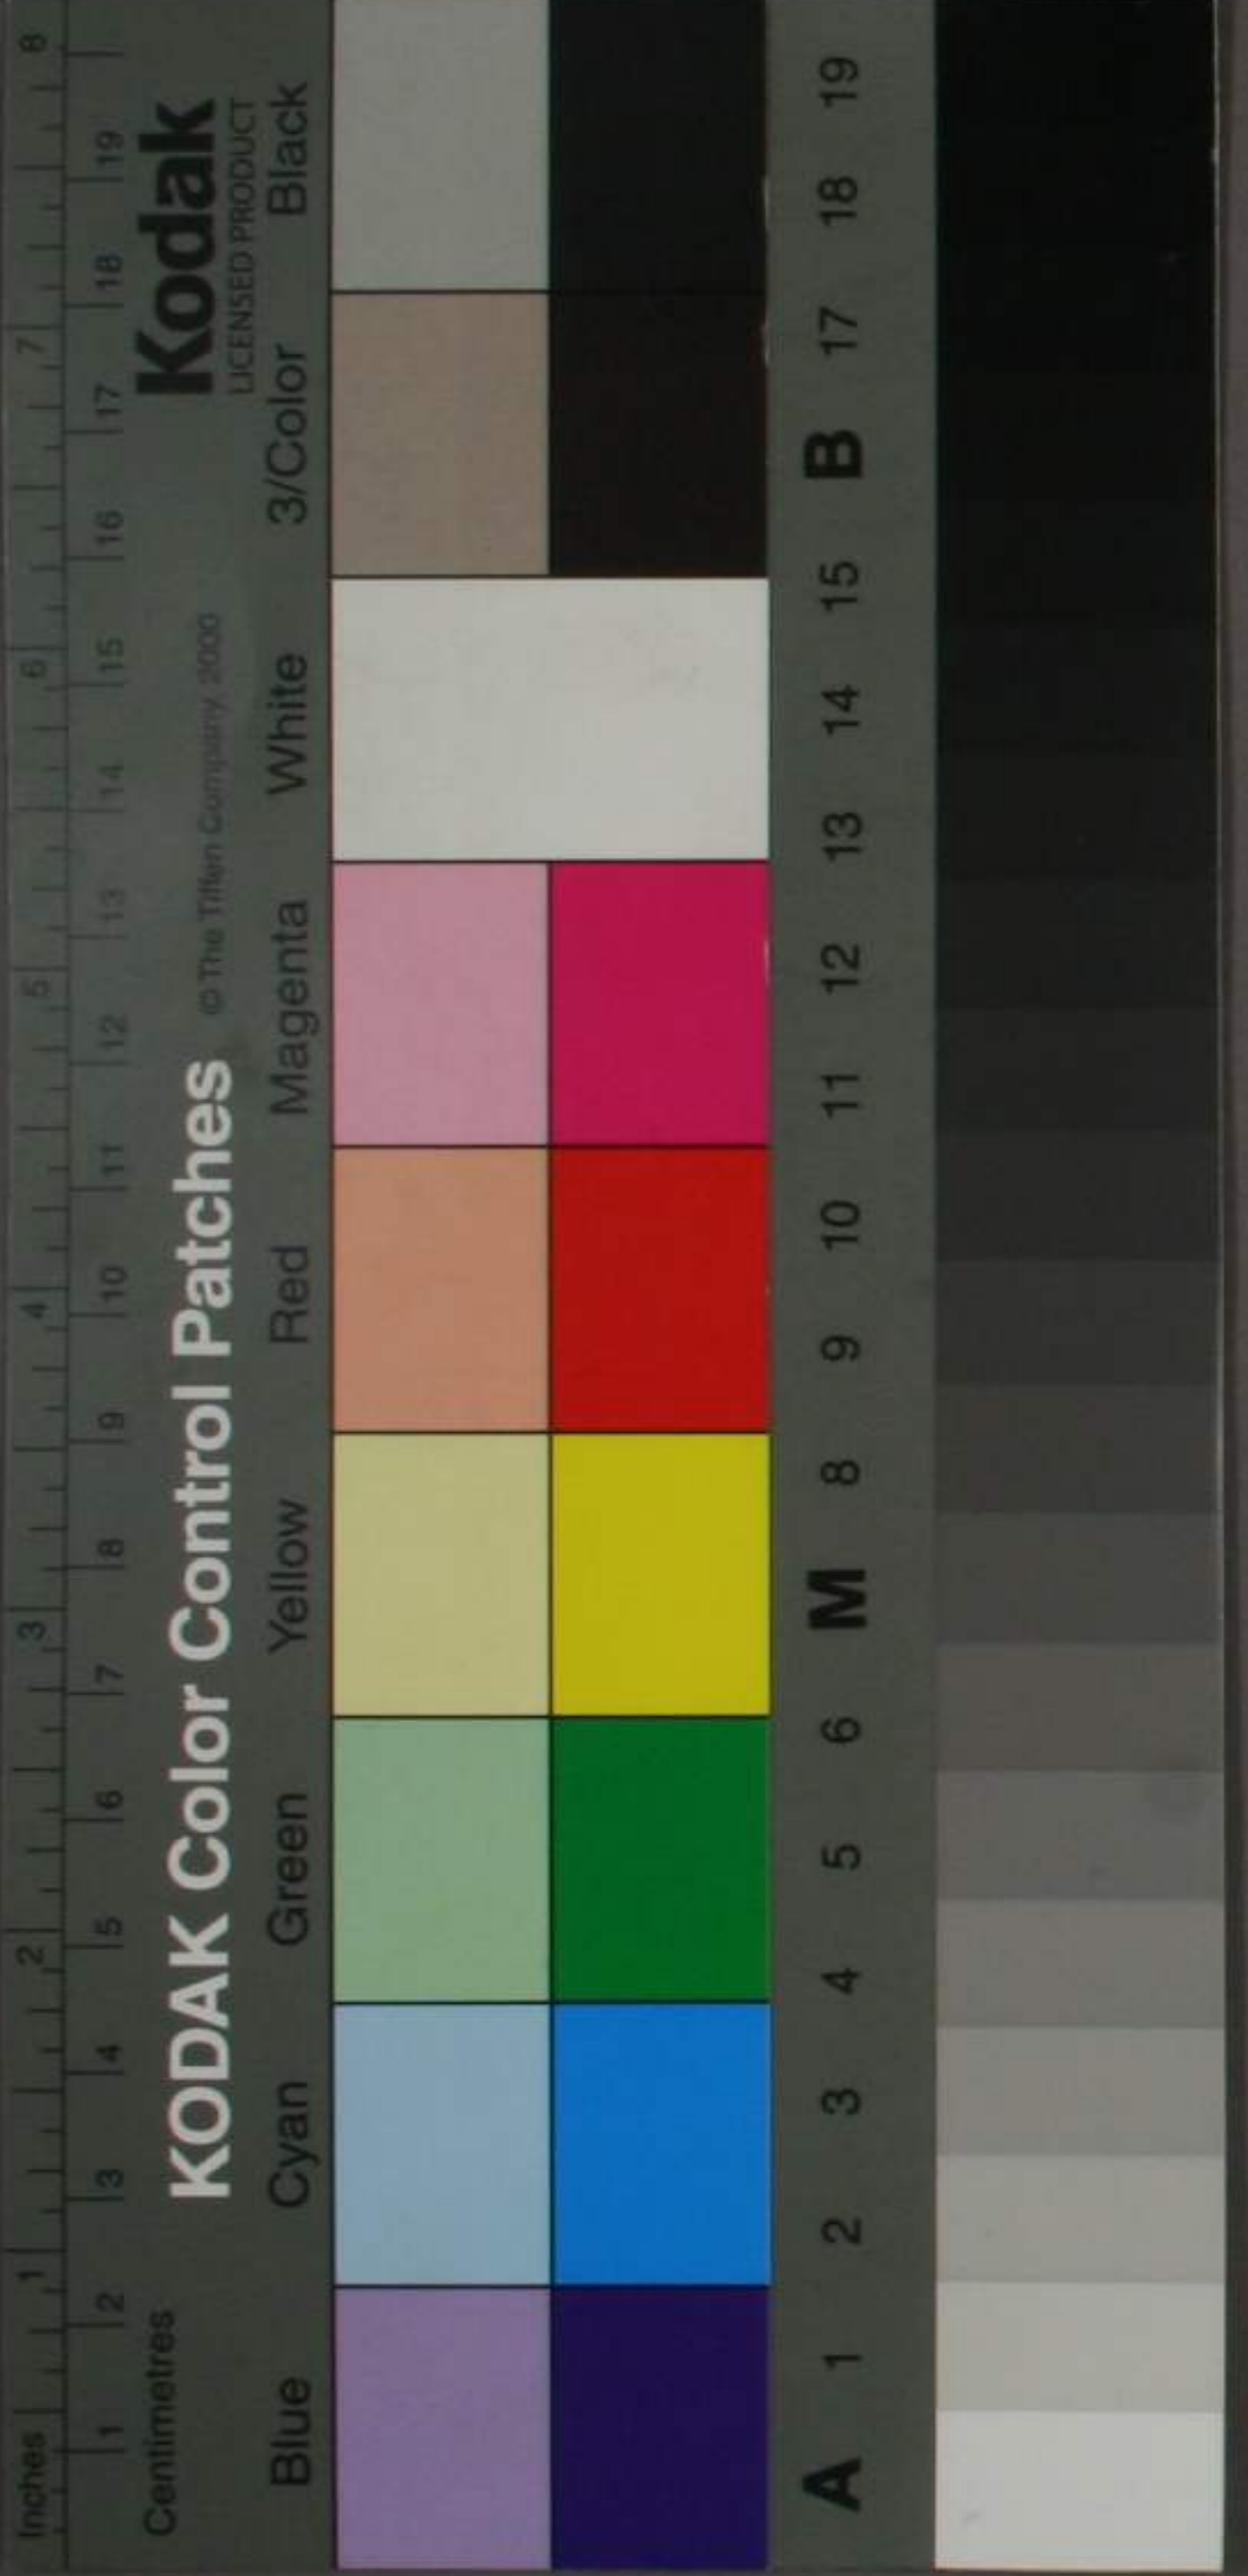 Inches 1 2 3 4 5 6 7 8
1 2 3 4 5 6 7 8 9 10 11 12 13 14 15 16 17 18 19
Centimetres
KODAK Color Control Patches © The Tiffen Company, 2000 Kodak
LICENSED PRODUCT
Blue Cyan Green Yellow Red Magenta White 3/Color Black
A 1 2 3 4 5 6 M 8 9 10 11 12 13 14 15 B 17 18 19